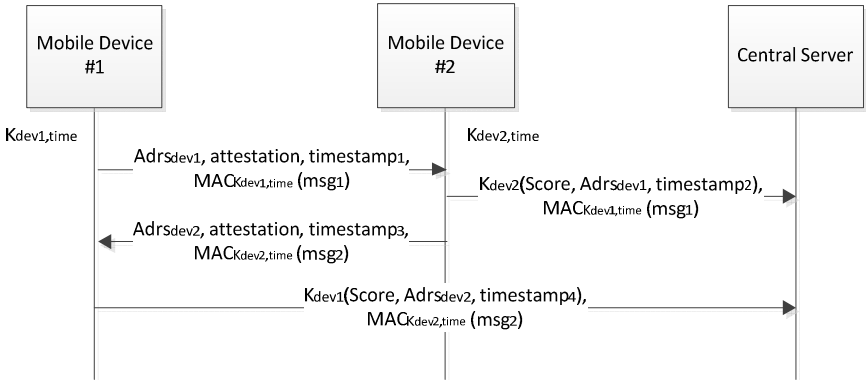 Mobile Device
#1
Mobile Device
#2
Central Server
Kdev1,time
Kdev2,time
Adrsdev1, attestation, timestamp1,
MACKdev1,time (msg1)
Kdev2(Score, Adrsdev1, timestamp2),
MACKdev1,time (msg1)
Adrsdev2, attestation, timestamp3,
MACKdev2,time (msg2)
Kdev1(Score, Adrsdev2, timestamp4),
MACKdev2,time (msg2)